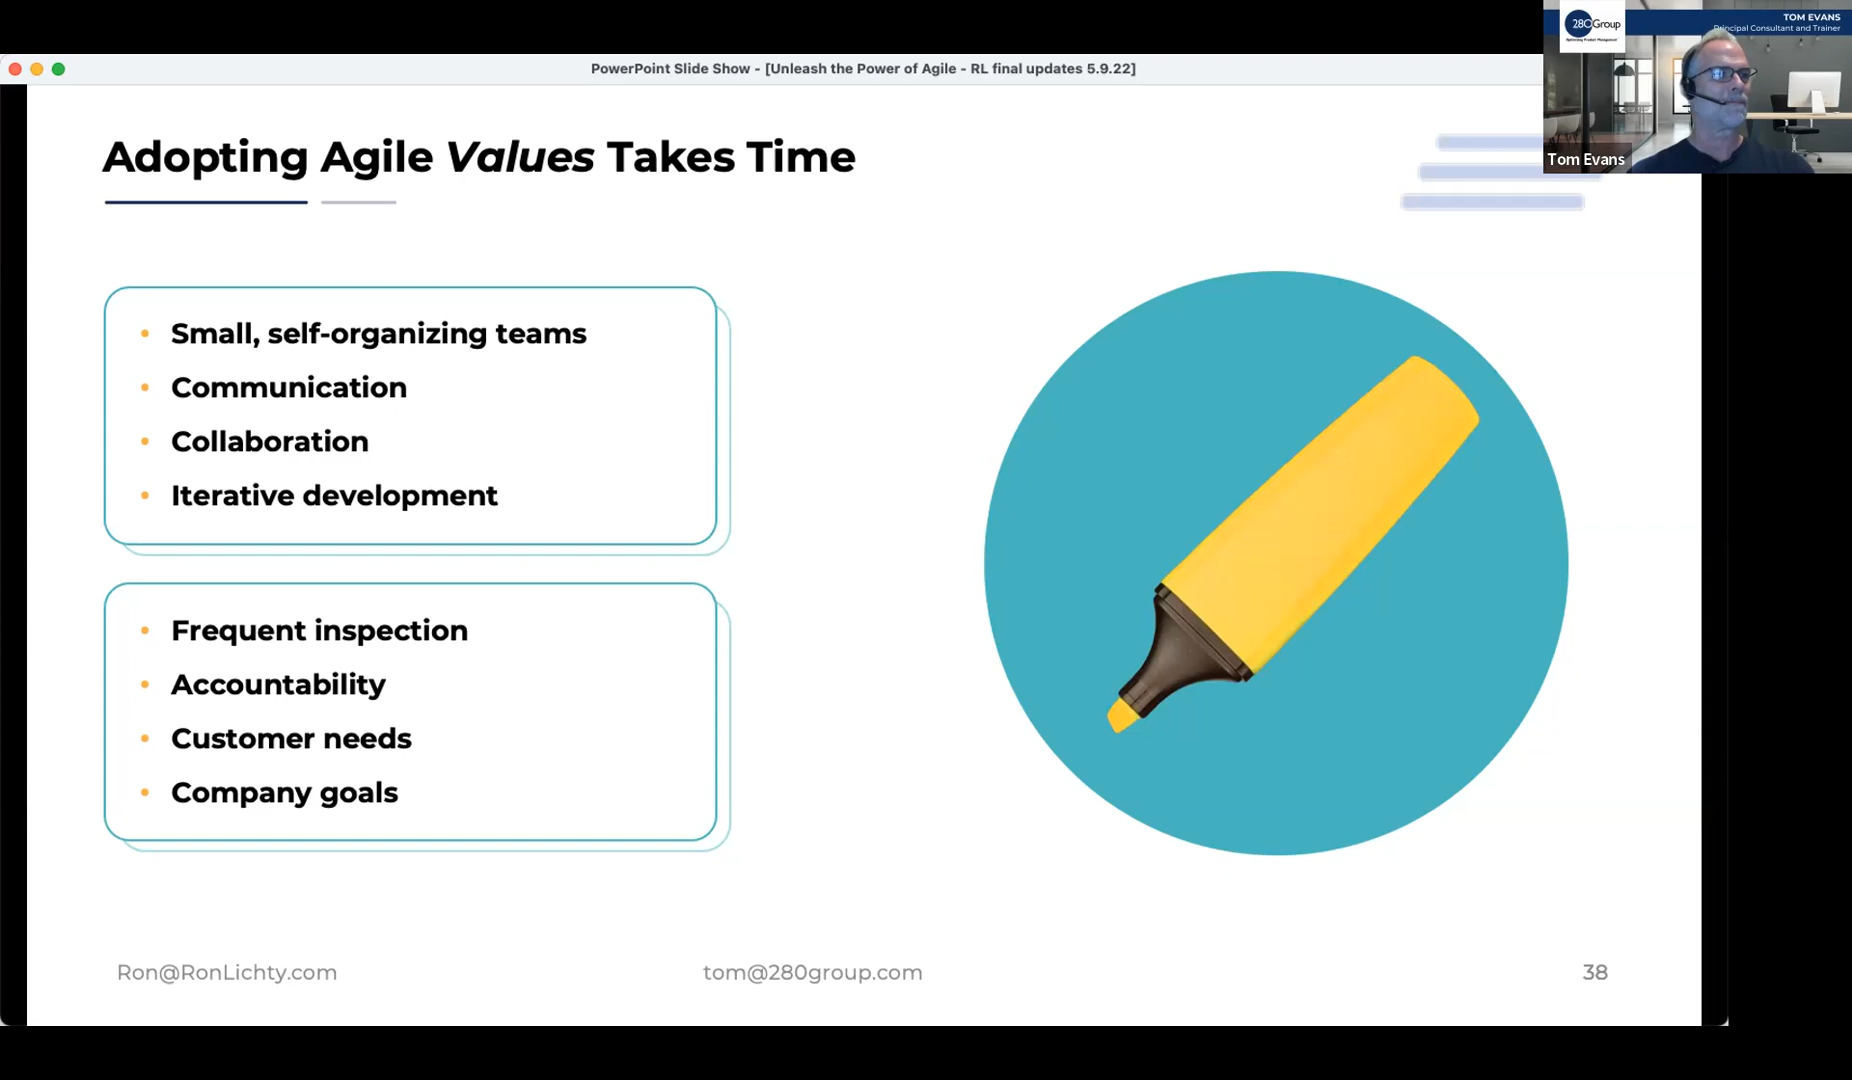 280Group
TOM EVANS
Principal Consultant and Trainer
PowerPoint Slide Show - [Unleash the Power of Agile - RL final updates 5.9.22]
Tom Evans
Adopting Agile Values Takes Time
• Small, self-organizing teams
• Communication
• Collaboration
• Iterative development
• Frequent inspection
• Accountability
• Customer needs
• Company goals
Ron@RonLichty.com
tom@280group.com
38